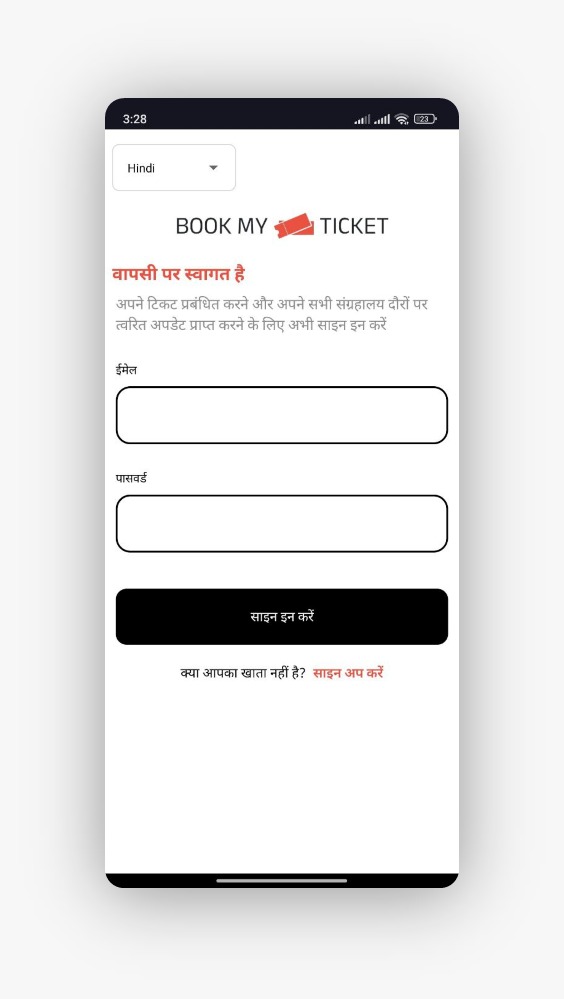 3:28
23
Hindi
BOOK MY TICKET
वापसी पर स्वागत है
अपने टिकट प्रबंधित करने और अपने सभी संग्रहालय दौरों पर
त्वरित अपडेट प्राप्त करने के लिए अभी साइन इन करें
ईमेल
पासवर्ड
साइन इन करें
क्या आपका खाता नहीं है? साइन अप करें